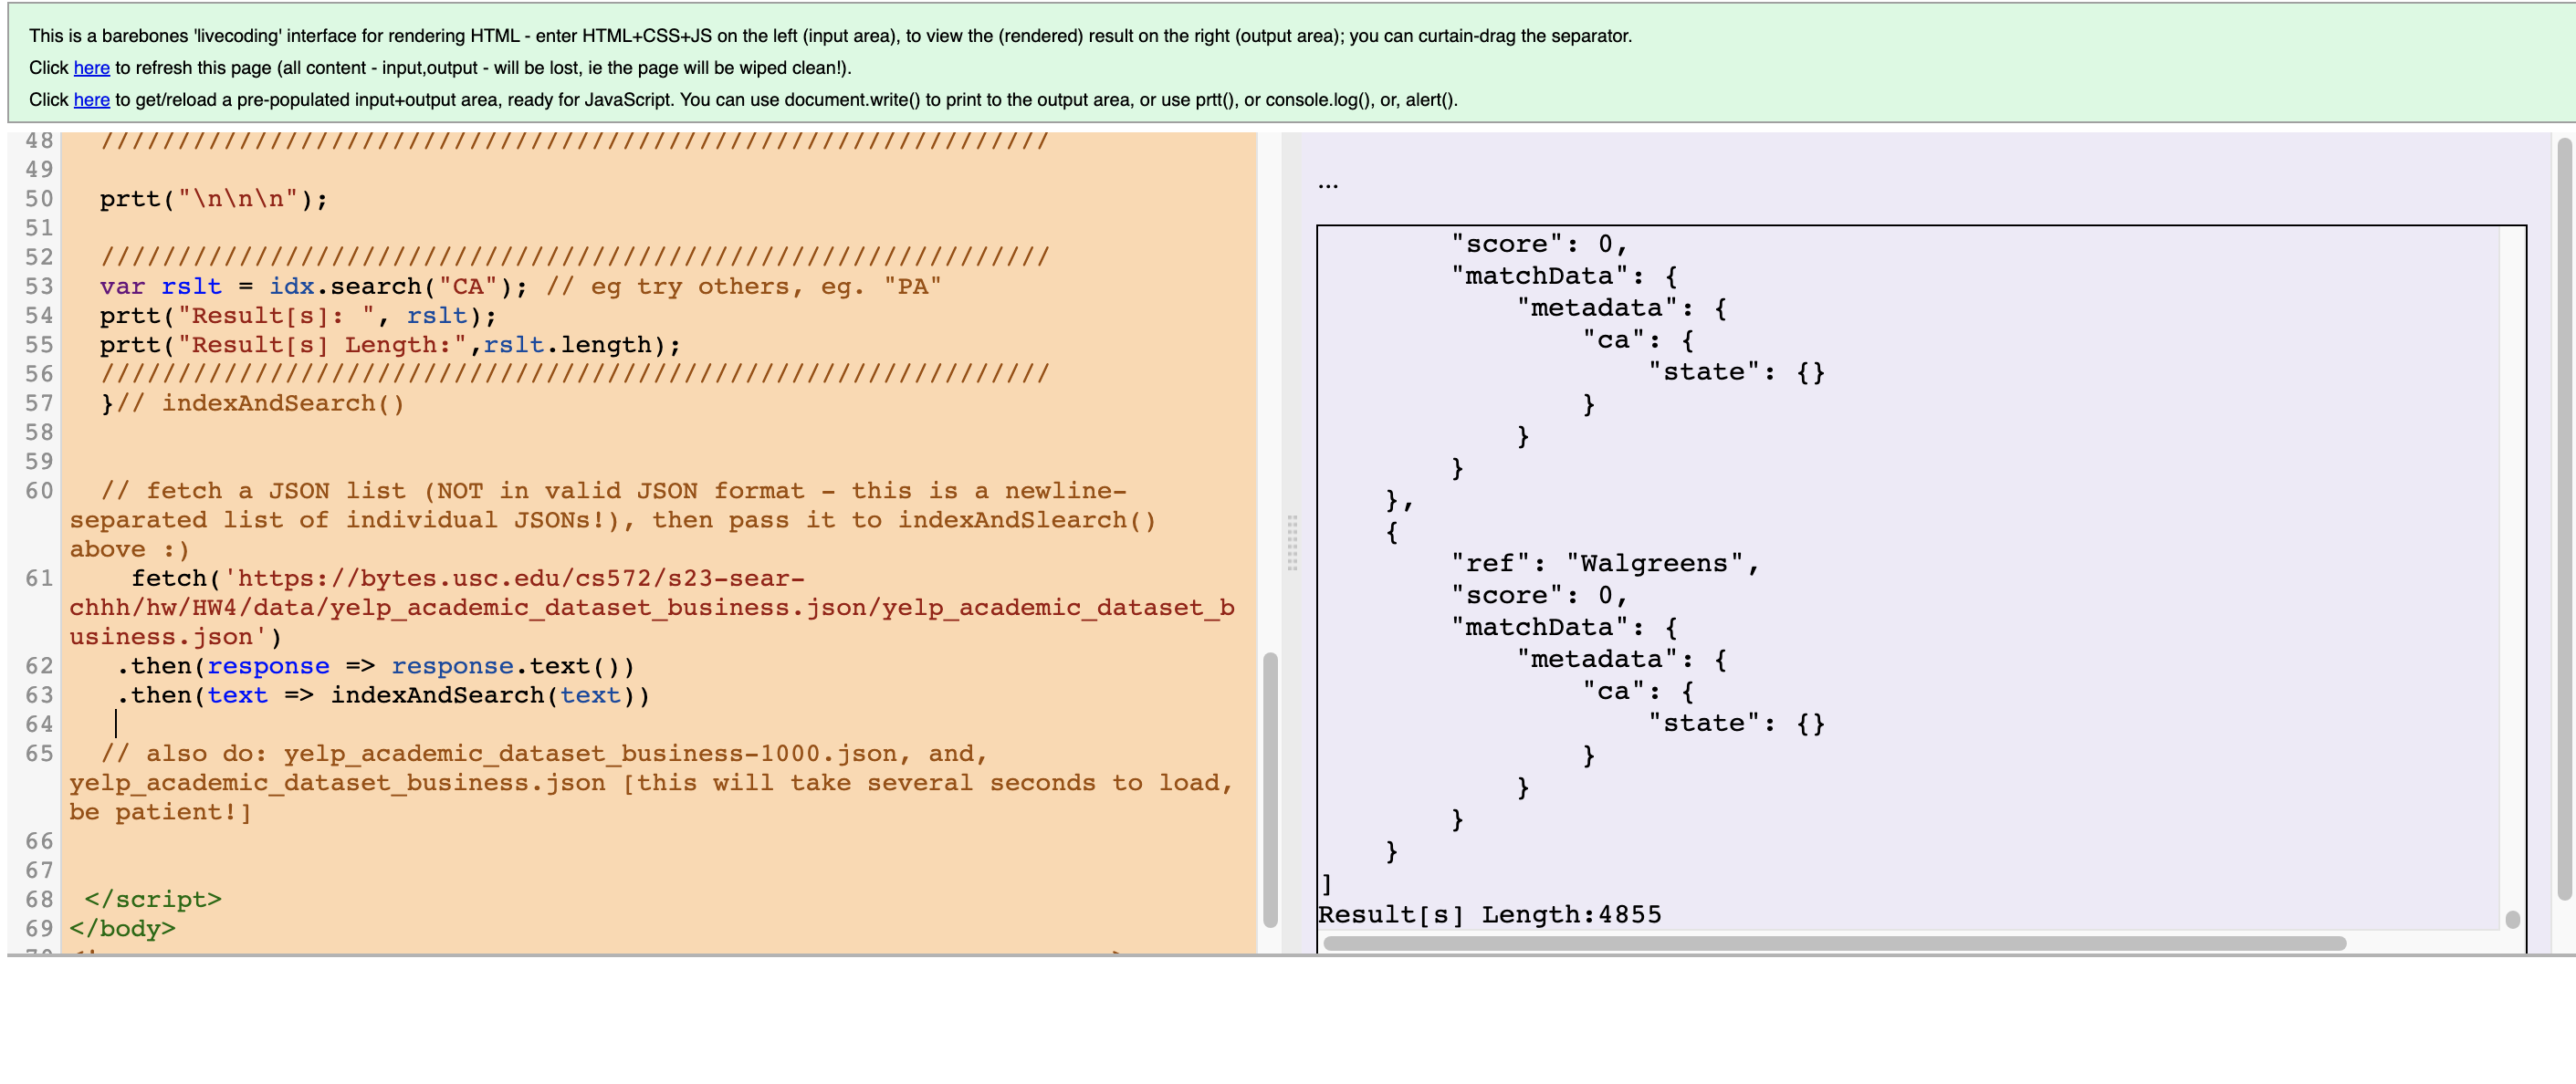 This is a barebones 'livecoding' interface for rendering HTML - enter HTML+CSS+JS on the left (input area), to view the (rendered) result on the right (output area); you can curtain-drag the separator.
Click here to refresh this page (all content - input,output - will be lost, ie the page will be wiped clean!).
Click here to get/reload a pre-populated input+output area, ready for JavaScript. You can use document.write() to print to the output area, or use prtt(), or console.log(), or, alert().
48 //////////////////////////////////////////////////////////////
49
50 prtt("\n\n\n");
51
52 //////////////////////////////////////////////////////////////
53 var rslt = idx.search("CA"); // eg try others, eg. "PA"
54 prtt("Result[s]: ", rslt);
55 prtt("Result[s] Length:",rslt.length);
56 //////////////////////////////////////////////////////////////
57 }// indexAndSearch()
58
59
60 // fetch a JSON list (NOT in valid JSON format - this is a newline-
separated list of individual JSONs!), then pass it to indexAndSlearch()
above :)
61 fetch('https://bytes.usc.edu/cs572/s23-sear-
chhh/hw/HW4/data/yelp_academic_dataset_business.json/yelp_academic_dataset_b
usiness.json')
62 .then(response => response.text())
63 .then(text => indexAndSearch(text))
64
65 // also do: yelp_academic_dataset_business-1000.json, and,
yelp_academic_dataset_business.json [this will take several seconds to load,
be patient!]
66
67
68 </script>
69 </body>
...
"score": 0,
"matchData": {
"metadata": {
"ca": {
"state": {}
}
}
}
},
{
"ref": "Walgreens",
"score": 0,
"matchData": {
"metadata": {
"ca": {
"state": {}
}
}
}
}
]
Result[s] Length:4855